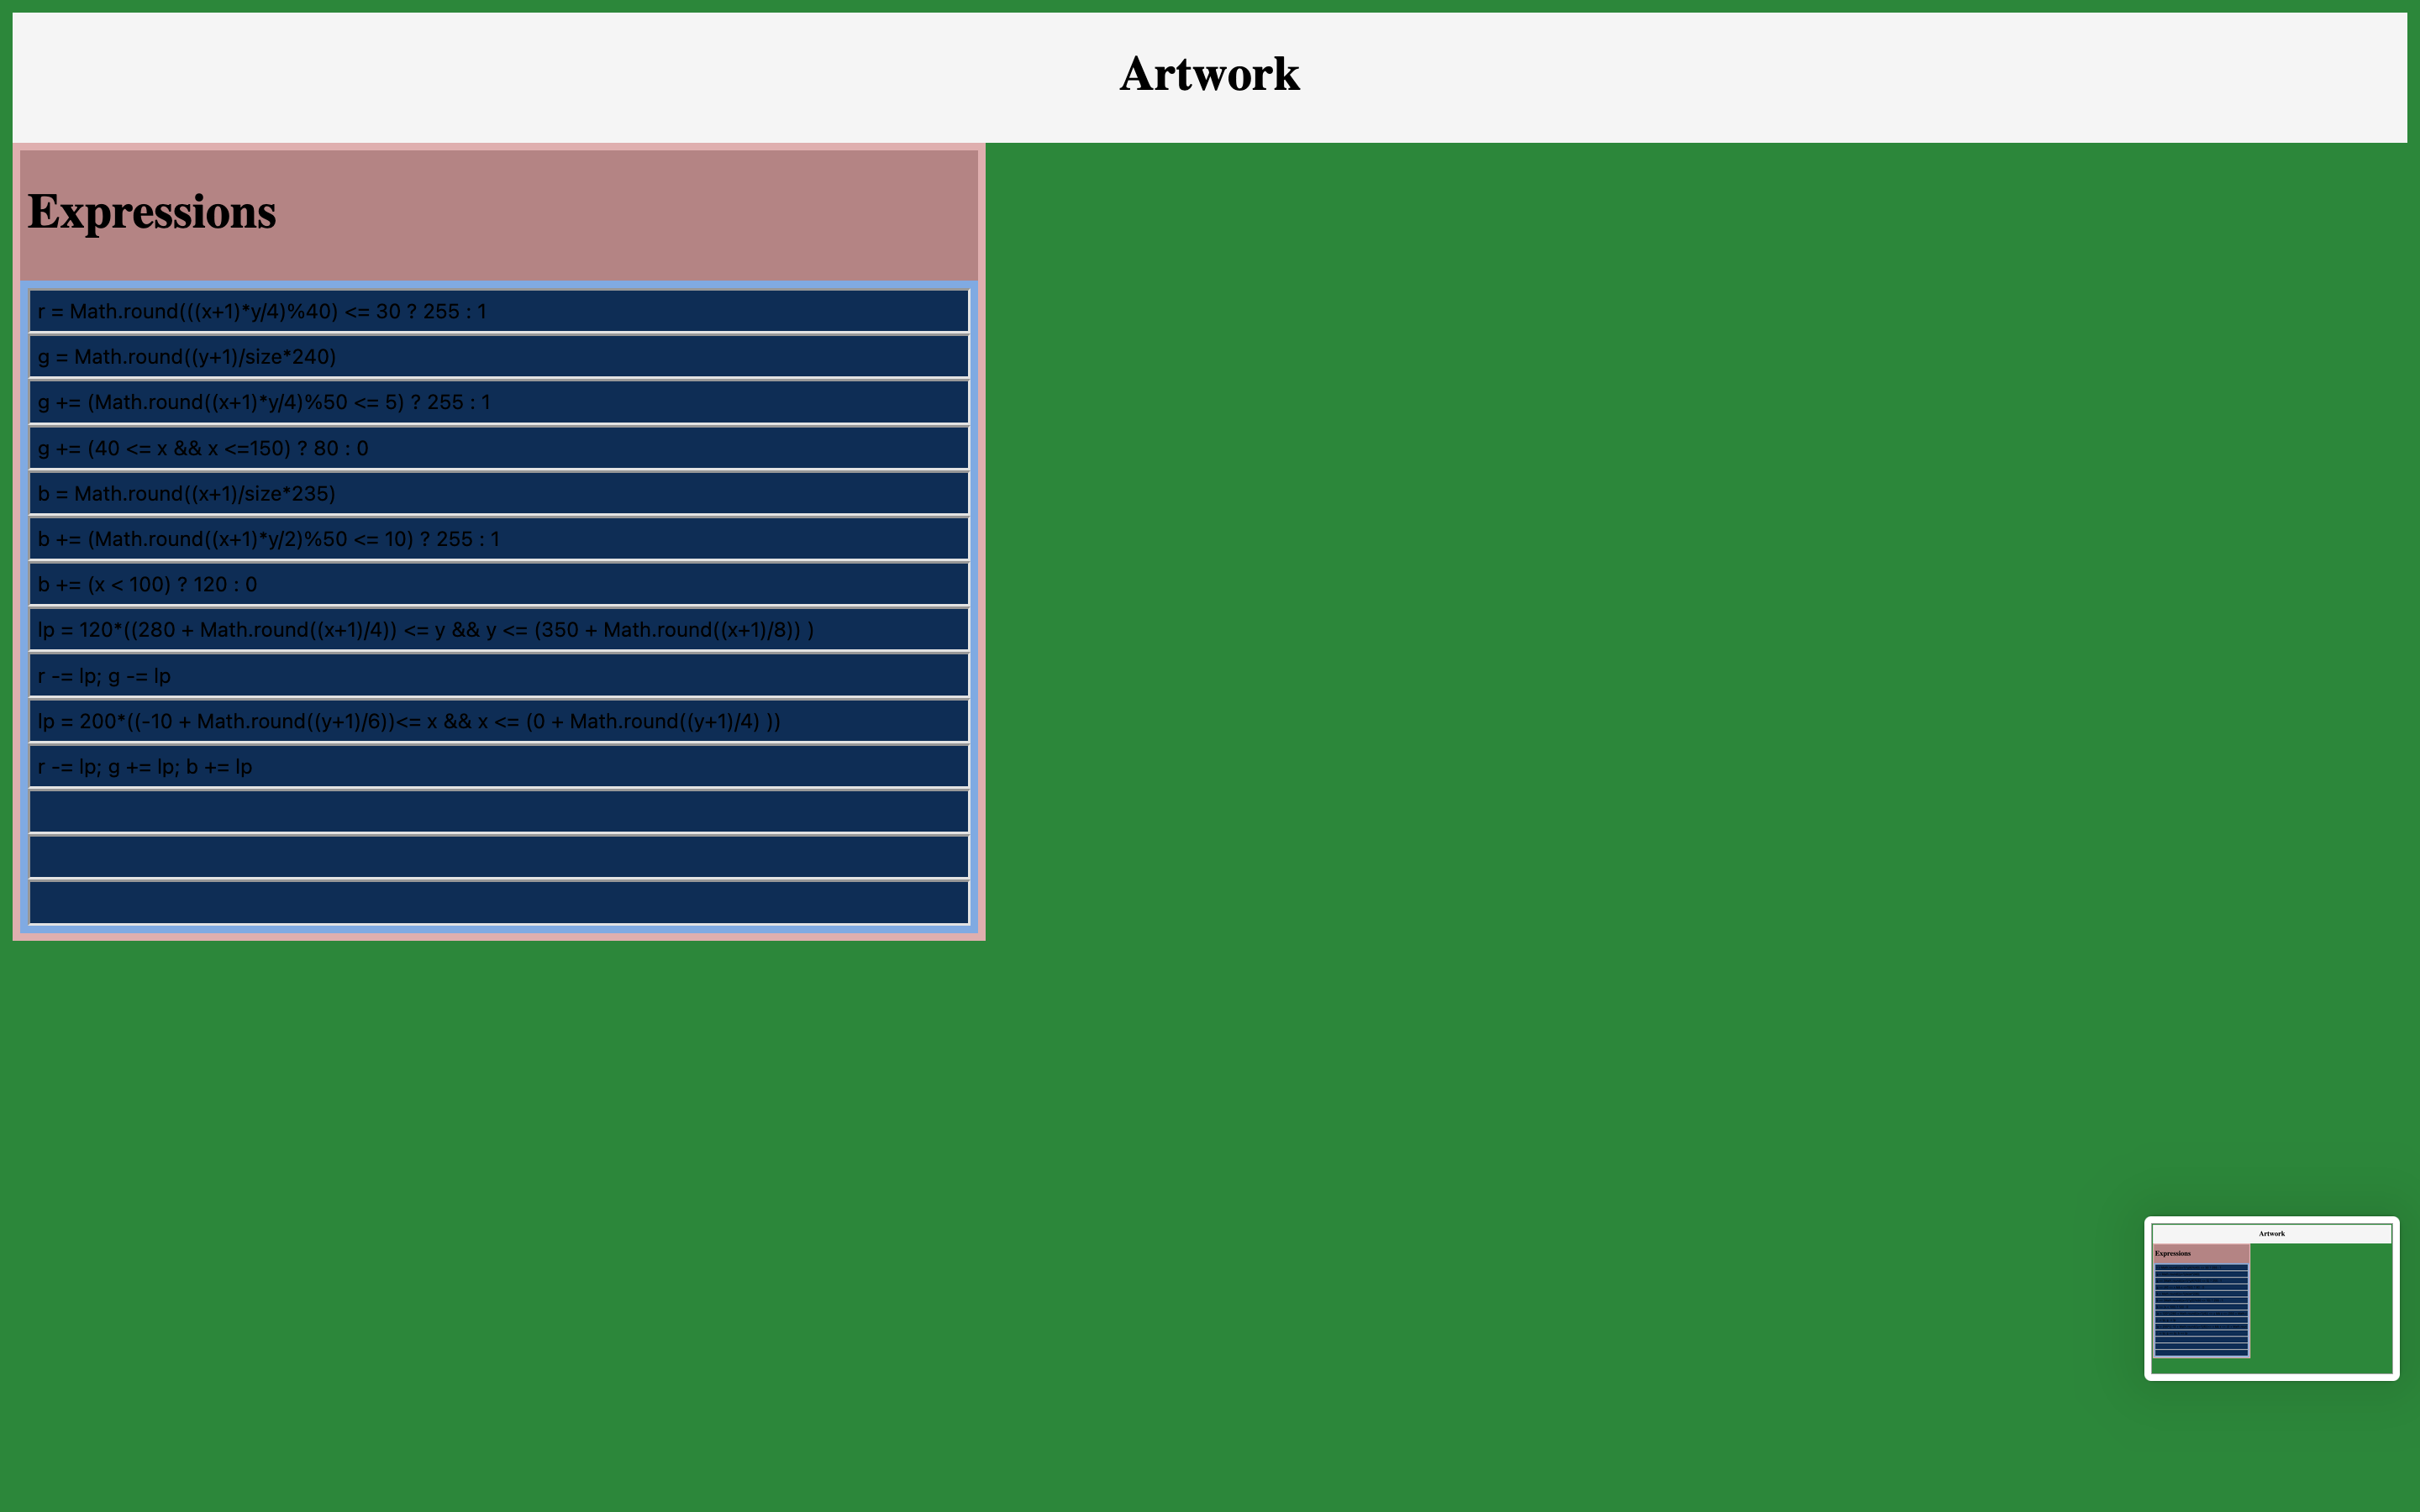 Artwork
Expressions
r = Math.round(((x+1)*y/4)%40) <= 30 ? 255 : 1
g = Math.round((y+1)/size*240)
g += (Math.round((x+1)*y/4)%50 <= 5) ? 255 : 1
g += (40 <= x && x <=150) ? 80 : 0
b = Math.round((x+1)/size*235)
b += (Math.round((x+1)*y/2)%50 <= 10) ? 255 : 1
b += (x < 100) ? 120 : 0
lp = 120*((280 + Math.round((x+1)/4)) <= y && y <= (350 + Math.round((x+1)/8)) )
r -= lp; g -= lp
lp = 200*((-10 + Math.round((y+1)/6))<= x && x <= (0 + Math.round((y+1)/4) ))
r -= lp; g += lp; b += lp
Artwork
Expressions